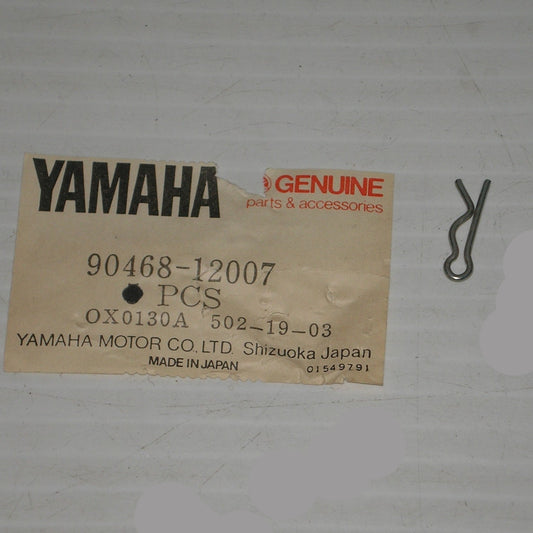 YAMAHA
GENUINE
parts & accessories
90468-12007
PCS
OX0130A 502-19-03
YAMAHA MOTOR CO., LTD. Shizuoka Japan
MADE IN JAPAN
01549791